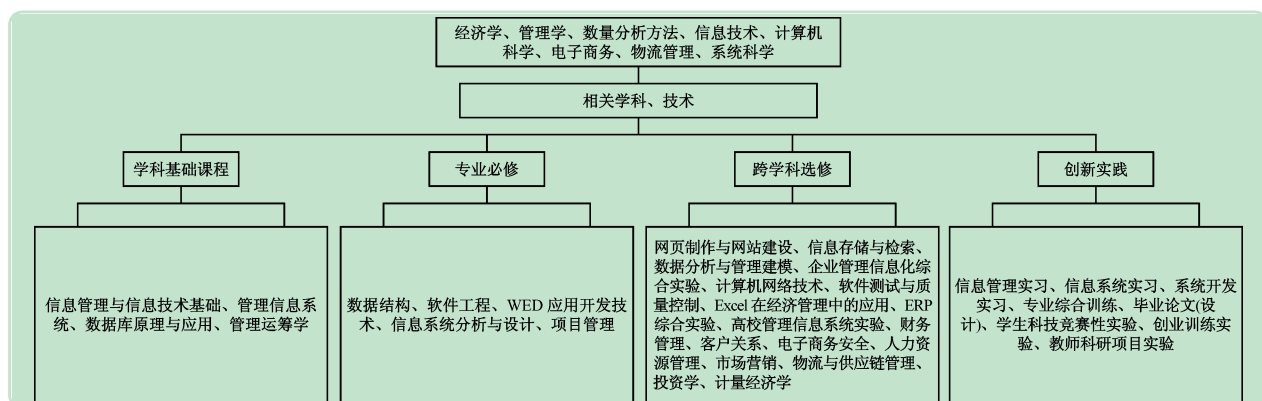 经济学、管理学、数量分析方法、信息技术、计算机
科学、电子商务、物流管理、系统科学
相关学科、技术
学科基础课程
专业必修
跨学科选修
创新实践
信息管理与信息技术基础、管理信息系
统、数据库原理与应用、管理运筹学
数据结构、软件工程、WED 应用开发技
术、信息系统分析与设计、项目管理
网页制作与网站建设、信息存储与检索、
数据分析与管理建模、企业管理信息化综
合实验、计算机网络技术、软件测试与质
量控制、Excel 在经济管理中的应用、ERP
综合实验、高校管理信息系统实验、财务
管理、客户关系、电子商务安全、人力资
源管理、市场营销、物流与供应链管理、
投资学、计量经济学
信息管理实习、信息系统实习、系统开发
实习、专业综合训练、毕业论文(设
计)、学生科技竞赛性实验、创业训练实
验、教师科研项目实验